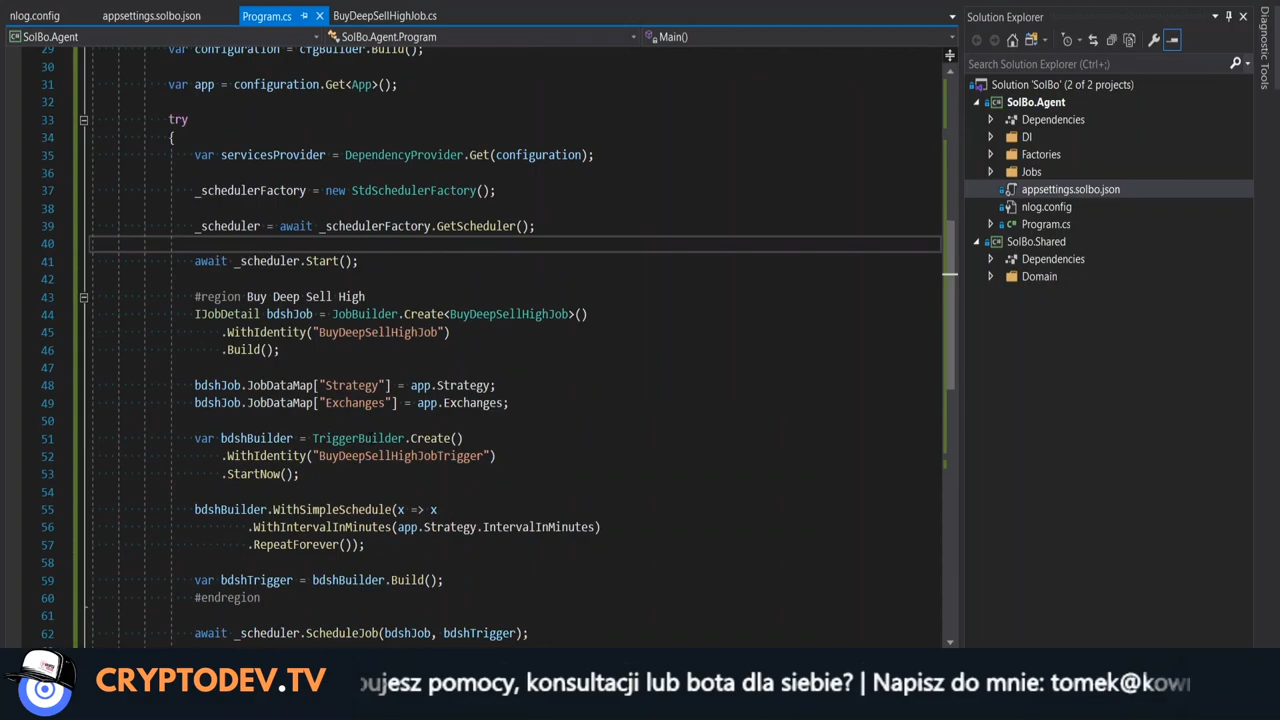 nlog.config appsettings.solbo.json Program.cs BuyDeepSellHighJob.cs
SolBo.Agent SolBo.Agent.Program Main()
29 var configuration = cfgBuilder.Build();
30
31 var app = configuration.Get<App>();
32
33 try
34 {
35 var servicesProvider = DependencyProvider.Get(configuration);
36
37 _schedulerFactory = new StdSchedulerFactory();
38
39 _scheduler = await _schedulerFactory.GetScheduler();
40
41 await _scheduler.Start();
42
43 #region Buy Deep Sell High
44 IJobDetail bdshJob = JobBuilder.Create<BuyDeepSellHighJob>()
45 .WithIdentity("BuyDeepSellHighJob")
46 .Build();
47
48 bdshJob.JobDataMap["Strategy"] = app.Strategy;
49 bdshJob.JobDataMap["Exchanges"] = app.Exchanges;
50
51 var bdshBuilder = TriggerBuilder.Create()
52 .WithIdentity("BuyDeepSellHighJobTrigger")
53 .StartNow();
54
55 bdshBuilder.WithSimpleSchedule(x => x
56 .WithIntervalInMinutes(app.Strategy.IntervalInMinutes)
57 .RepeatForever());
58
59 var bdshTrigger = bdshBuilder.Build();
60 #endregion
61
62 await _scheduler.ScheduleJob(bdshJob, bdshTrigger);
Solution Explorer
Search Solution Explorer (Ctrl+;)
Solution 'SolBo' (2 of 2 projects)
SolBo.Agent
Dependencies
DI
Factories
Jobs
appsettings.solbo.json
nlog.config
Program.cs
SolBo.Shared
Dependencies
Domain
Diagnostic Tools
CRYPTODEV.TV
pujesz pomocy, konsultacji lub bota dla siebie? | Napisz do mnie: tomek@kow